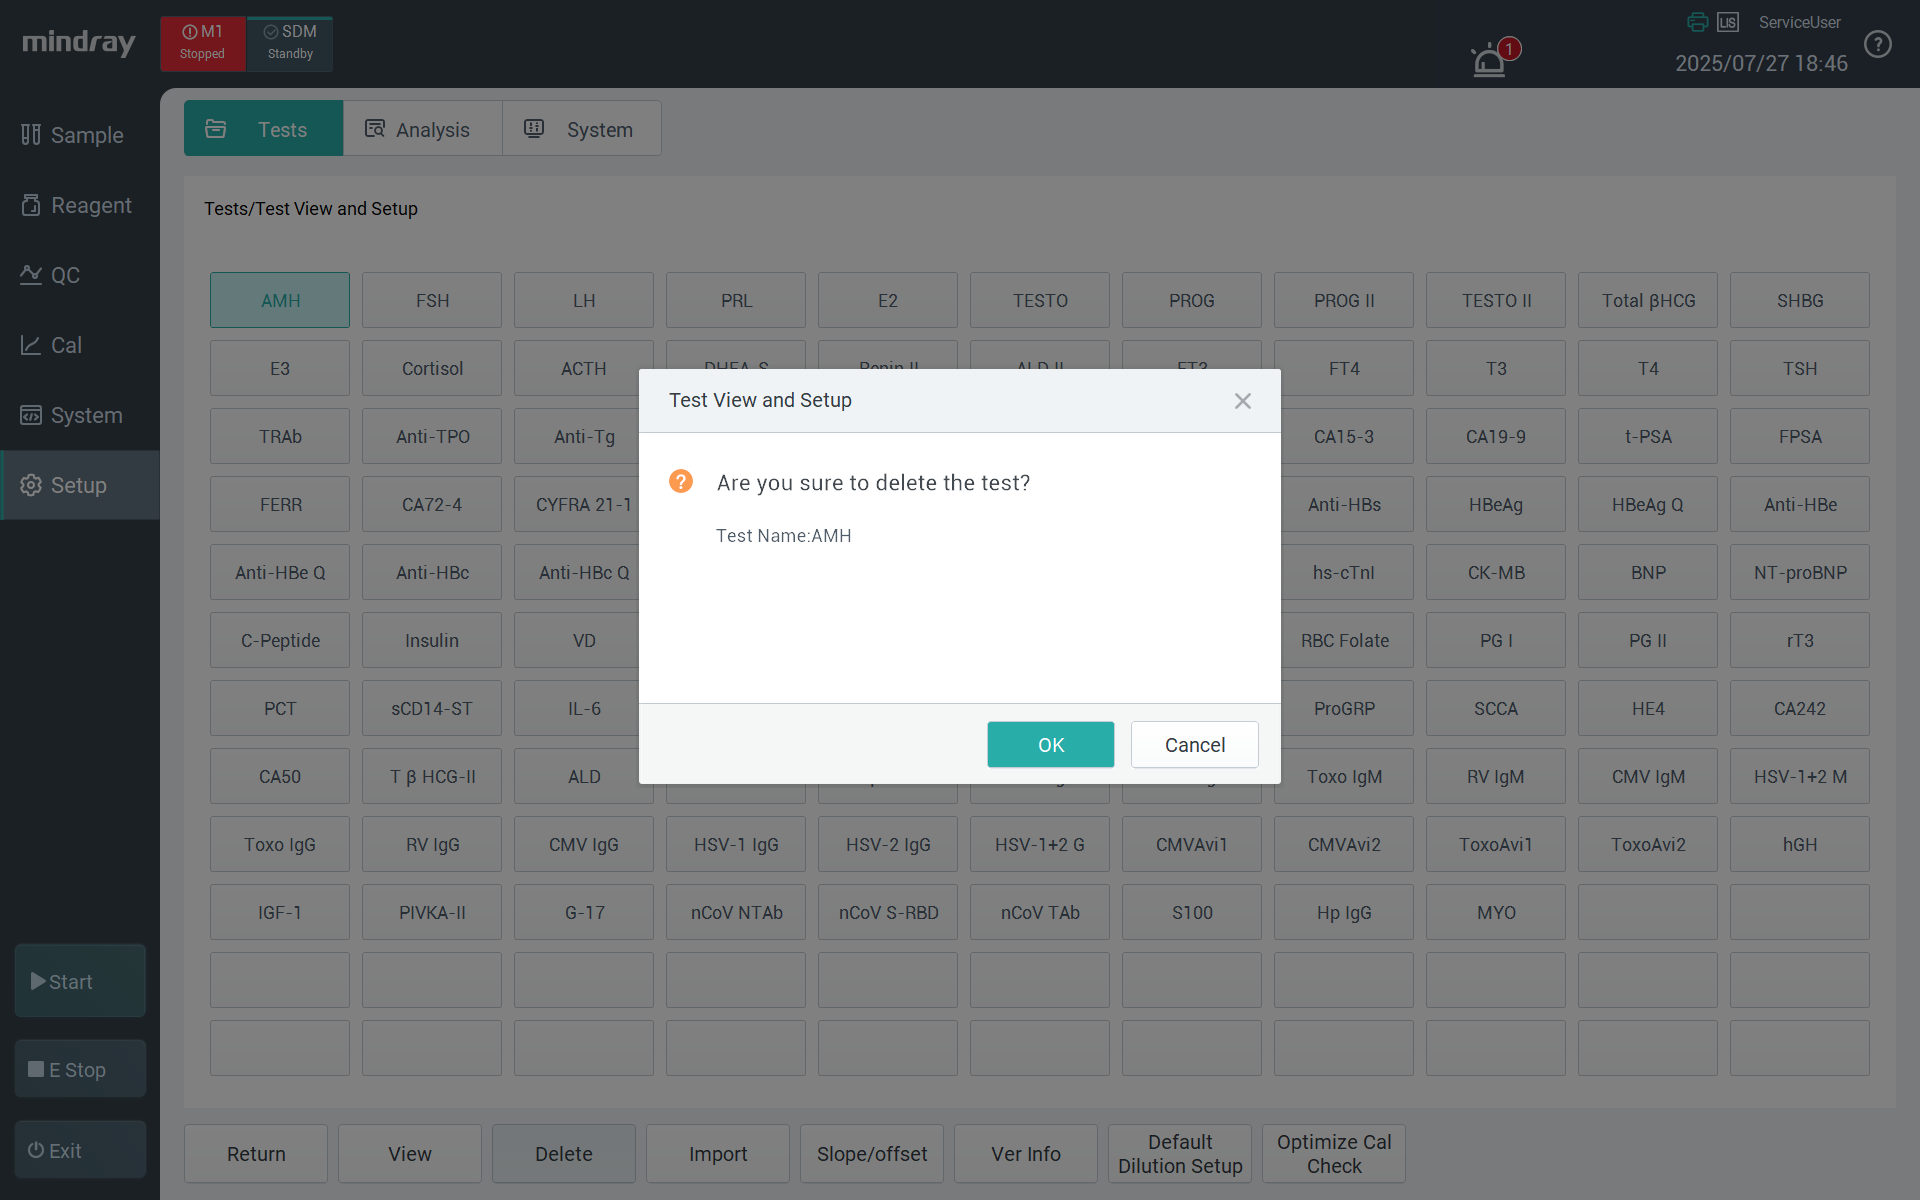 mindray
M1
Stopped
SDM
Standby
1
LIS
ServiceUser
2025/07/27 18:46
?
Sample
Reagent
QC
Cal
System
Setup
Start
E Stop
Exit
Tests
Analysis
System
Tests/Test View and Setup
AMH FSH LH PRL E2 TESTO PROG PROG II TESTO II Total βHCG SHBG
E3 Cortisol ACTH DHEA-S Renin II ALD II FT3 FT4 T3 T4 TSH
TRAb Anti-TPO Anti-Tg CA15-3 CA19-9 t-PSA FPSA
FERR CA72-4 CYFRA 21-1 Anti-HBs HBeAg HBeAg Q Anti-HBe
Anti-HBe Q Anti-HBc Anti-HBc Q hs-cTnI CK-MB BNP NT-proBNP
C-Peptide Insulin VD RBC Folate PG I PG II rT3
PCT sCD14-ST IL-6 ProGRP SCCA HE4 CA242
CA50 T β HCG-II ALD Toxo IgM RV IgM CMV IgM HSV-1+2 M
Toxo IgG RV IgG CMV IgG HSV-1 IgG HSV-2 IgG HSV-1+2 G CMVAvi1 CMVAvi2 ToxoAvi1 ToxoAvi2 hGH
IGF-1 PIVKA-II G-17 nCoV NTAb nCoV S-RBD nCoV TAb S100 Hp IgG MYO
Test View and Setup
?
Are you sure to delete the test?
Test Name:AMH
OK
Cancel
Return
View
Delete
Import
Slope/offset
Ver Info
Default
Dilution Setup
Optimize Cal
Check